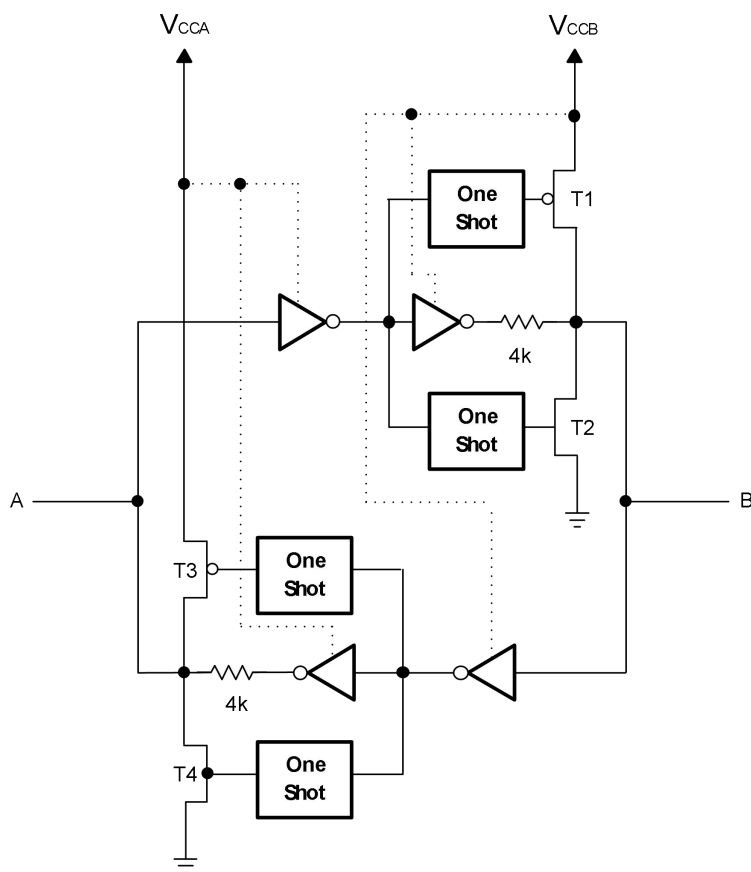 VCCA
VCCB
One
Shot
T1
4k
One
Shot
T2
A
B
T3
One
Shot
4k
T4
One
Shot